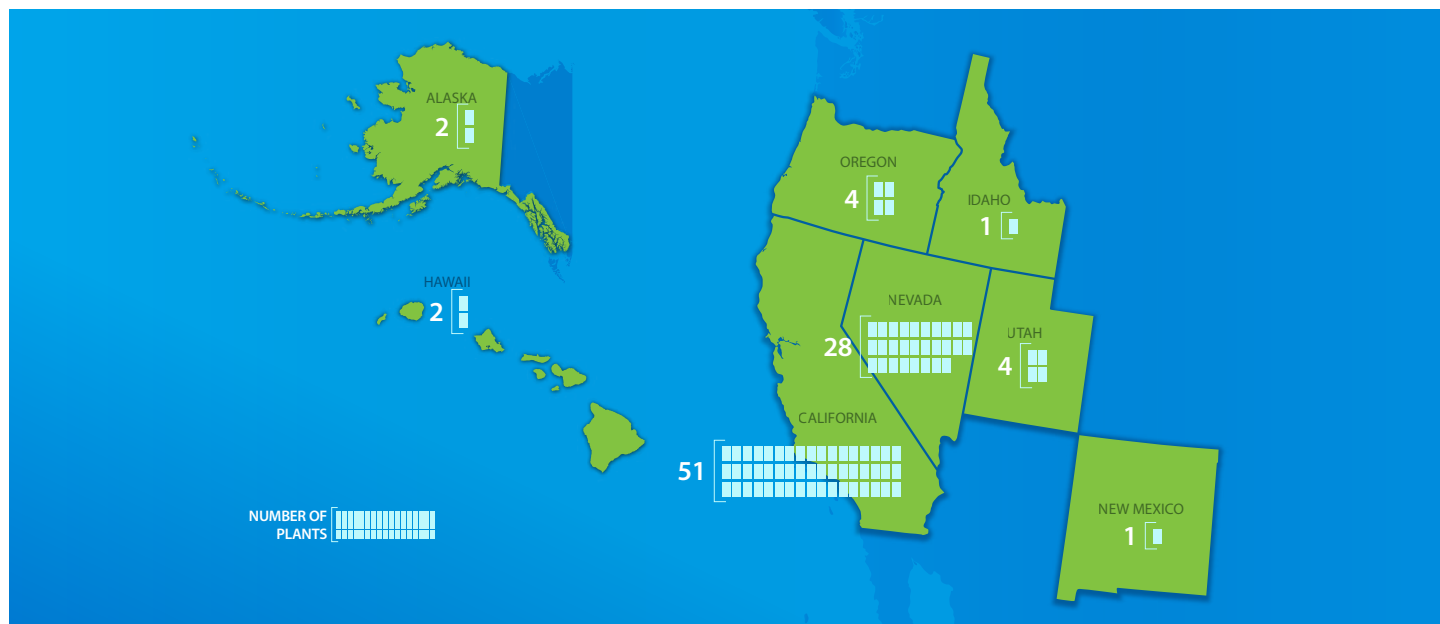 ALASKA
2
OREGON
4
IDAHO
1
HAWAII
2
NEVADA
28
UTAH
4
CALIFORNIA
51
NEW MEXICO
1
NUMBER OF
PLANTS